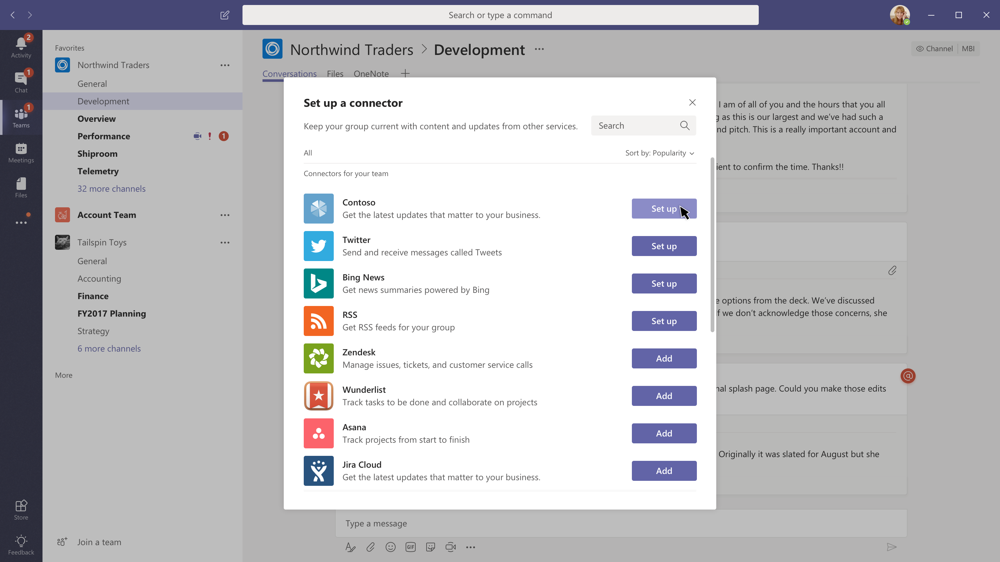 Search or type a command
2
Activity
1
Chat
1
Teams
Meetings
Files
Store
Feedback
Favorites
Northwind Traders
General
Development
Overview
Performance
1
Shiproom
Telemetry
32 more channels
Account Team
Tailspin Toys
General
Accounting
Finance
FY2017 Planning
Strategy
6 more channels
More
Join a team
Northwind Traders > Development
Channel | MBI
Conversations Files OneNote
Set up a connector
Keep your group current with content and updates from other services.
Search
All
Sort by: Popularity
Connectors for your team
Contoso
Get the latest updates that matter to your business.
Set up
Twitter
Send and receive messages called Tweets
Set up
Bing News
Get news summaries powered by Bing
Set up
RSS
Get RSS feeds for your group
Set up
Zendesk
Manage issues, tickets, and customer service calls
Add
Wunderlist
Track tasks to be done and collaborate on projects
Add
Asana
Track projects from start to finish
Add
Jira Cloud
Get the latest updates that matter to your business.
Add
I am of all of you and the hours that you all
as this is our largest and we've had such a
pitch. This is a really important account and
to confirm the time. Thanks!!
options from the deck. We've discussed
we don't acknowledge those concerns, she
@
splash page. Could you make those edits
Originally it was slated for August but she
Type a message
GIF